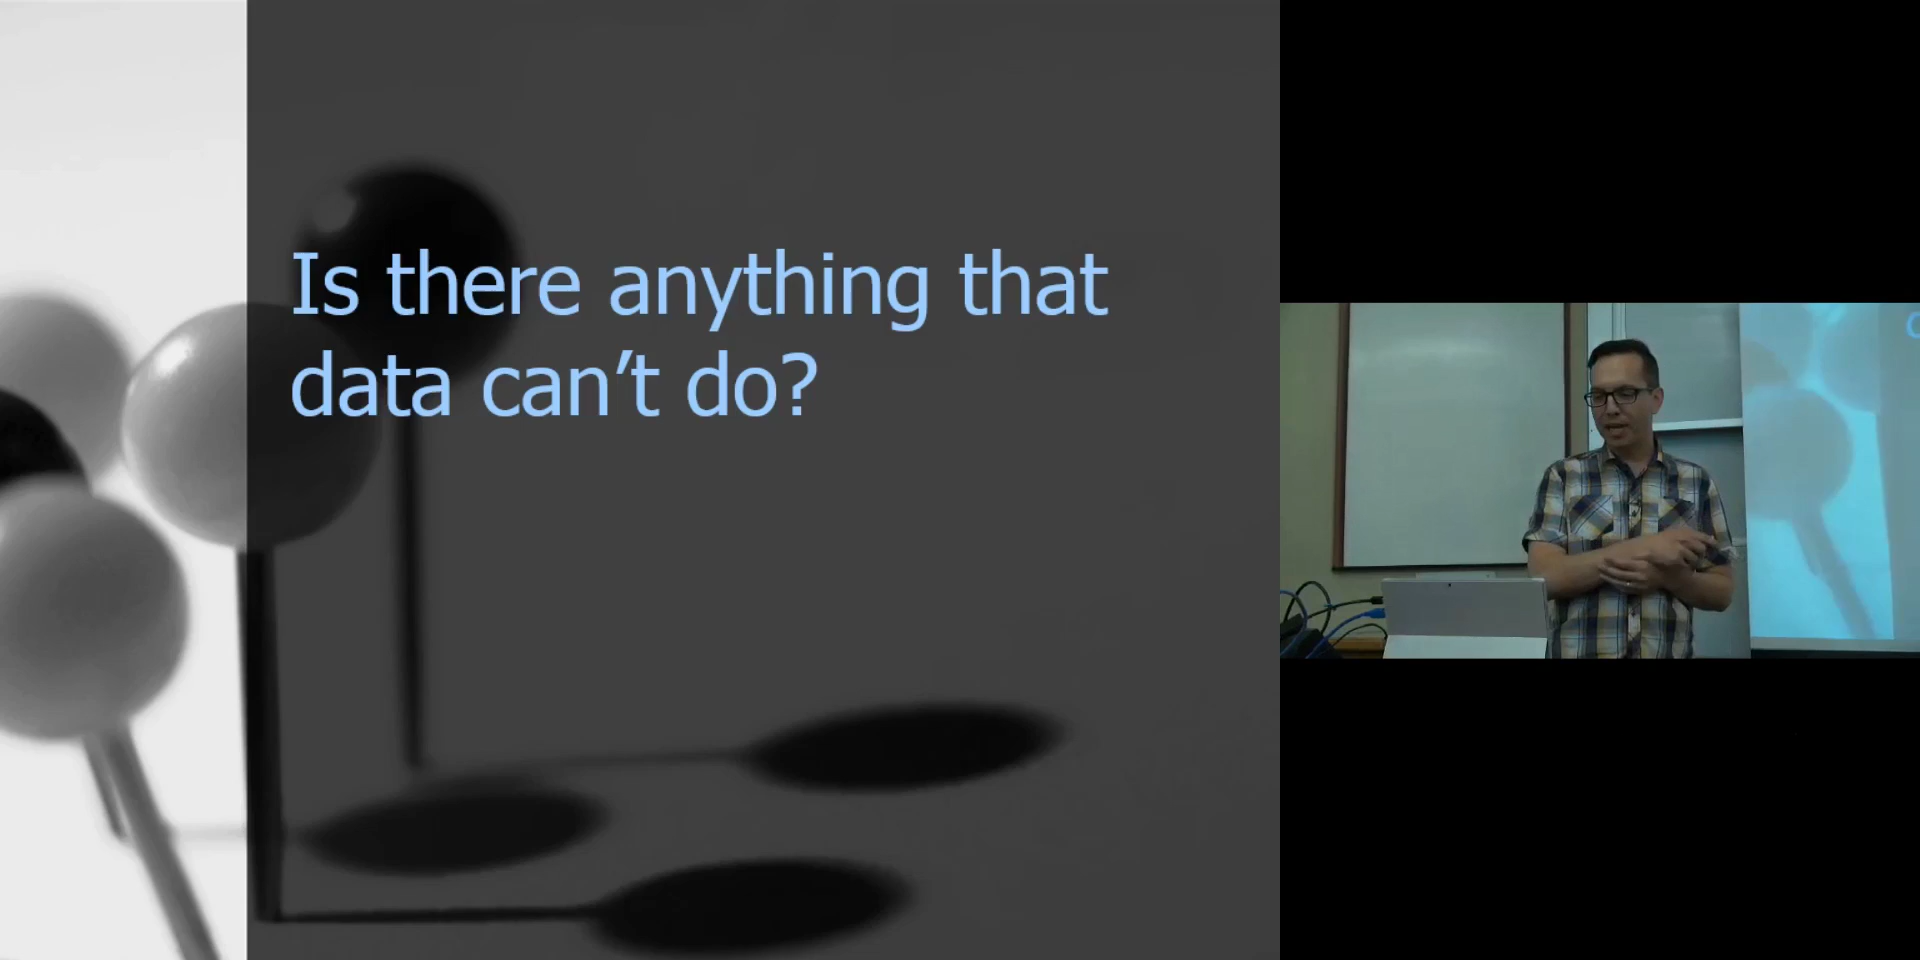 Is there anything that
data can’t do?